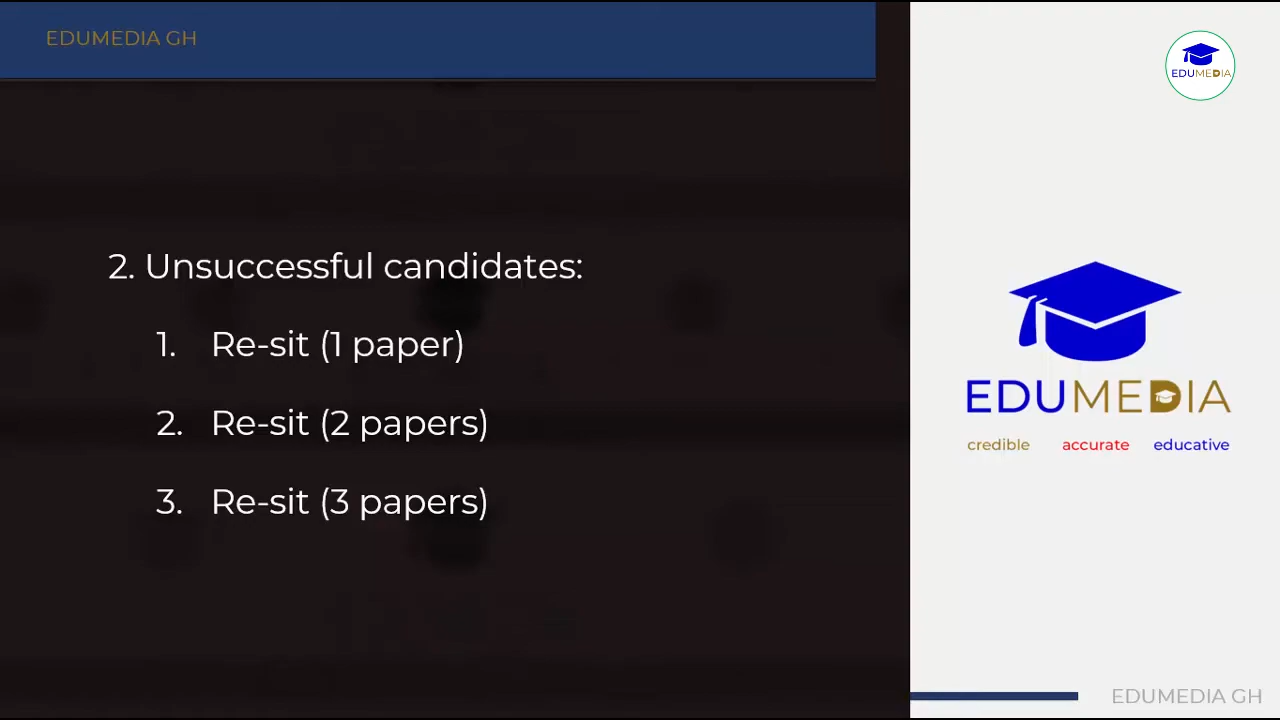 EDUMEDIA GH
EDUMEDIA
2. Unsuccessful candidates:
1. Re-sit (1 paper)
2. Re-sit (2 papers)
3. Re-sit (3 papers)
EDUMEDIA
credible accurate educative
EDUMEDIA GH